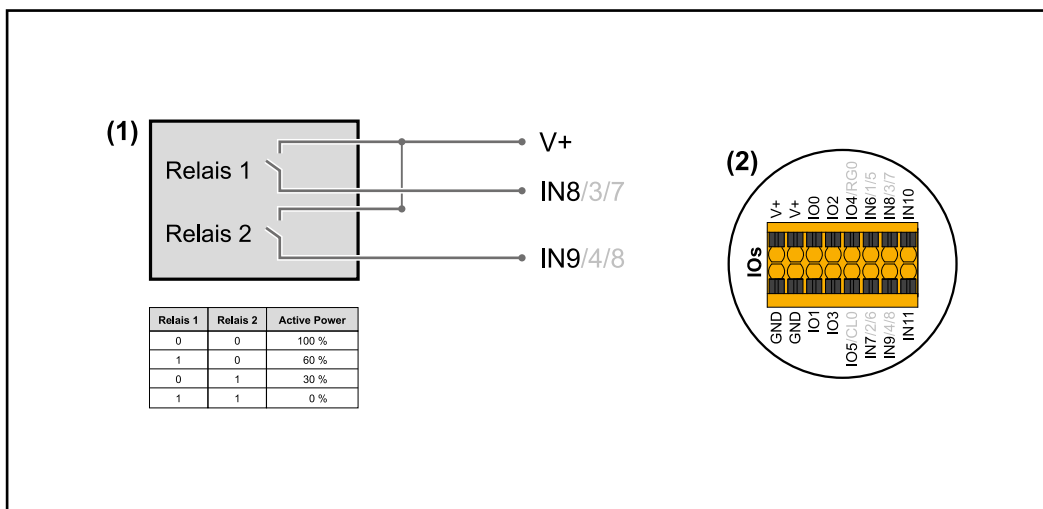 (1)
Relais 1
Relais 2
V+
IN8/3/7
IN9/4/8
Relais 1 Relais 2 Active Power
0 0 100 %
1 0 60 %
0 1 30 %
1 1 0 %
(2)
IOs
V+
V+
IO0
IO2
IO4/RG0
IN6/1/5
IN8/3/7
IN10
GND
GND
IO1
IO3
IO5/CL0
IN7/2/6
IN9/4/8
IN11